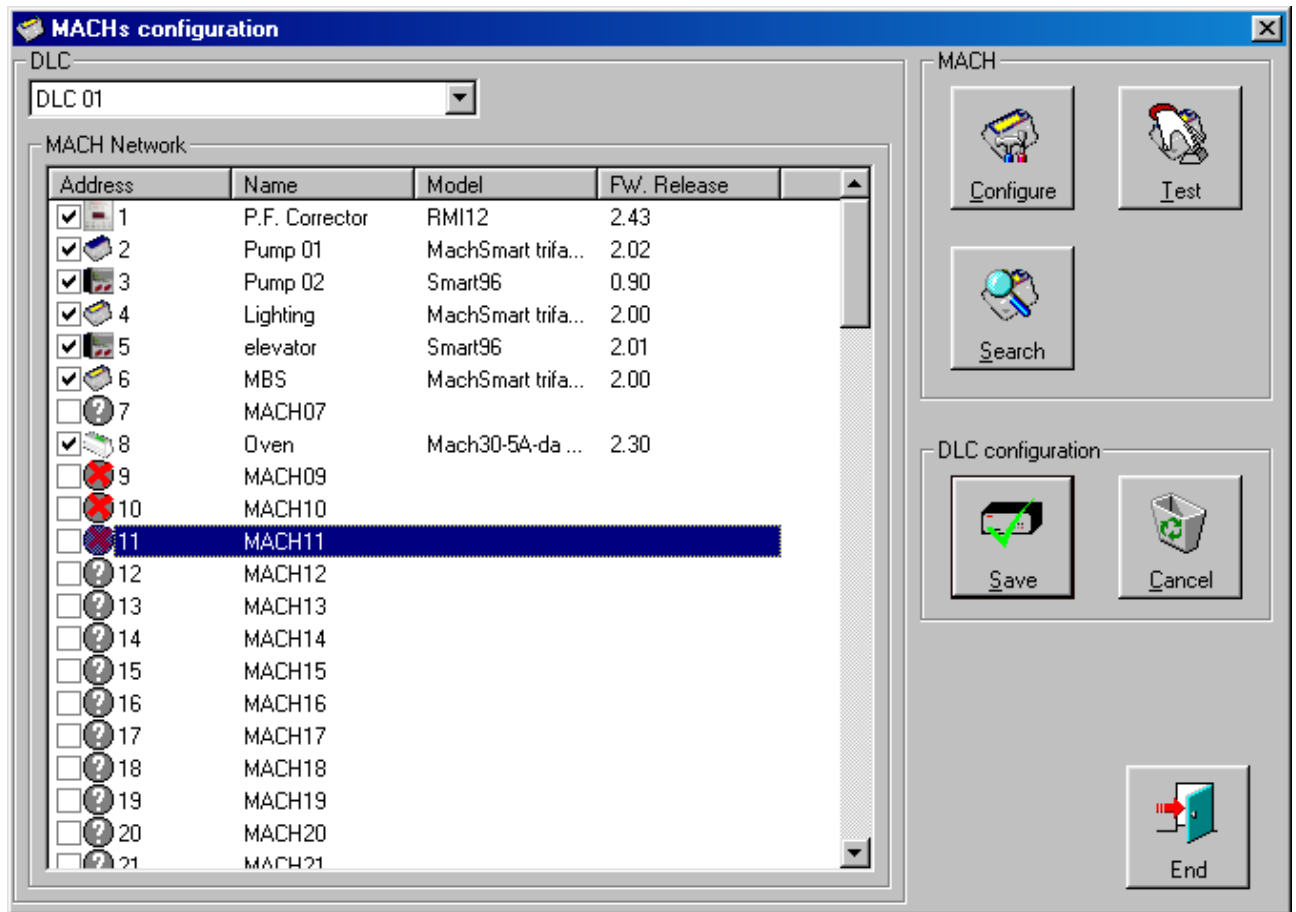 MACHs configuration
DLC
DLC 01
MACH Network
Address Name Model FW. Release
1 P.F. Corrector RMI12 2.43
2 Pump 01 MachSmart trifa... 2.02
3 Pump 02 Smart96 0.90
4 Lighting MachSmart trifa... 2.00
5 elevator Smart96 2.01
6 MBS MachSmart trifa... 2.00
7 MACH07
8 Oven Mach30-5A-da ... 2.30
9 MACH09
10 MACH10
11 MACH11
12 MACH12
13 MACH13
14 MACH14
15 MACH15
16 MACH16
17 MACH17
18 MACH18
19 MACH19
20 MACH20
21 MACH21
MACH
Configure Test
Search
DLC configuration
Save Cancel
End